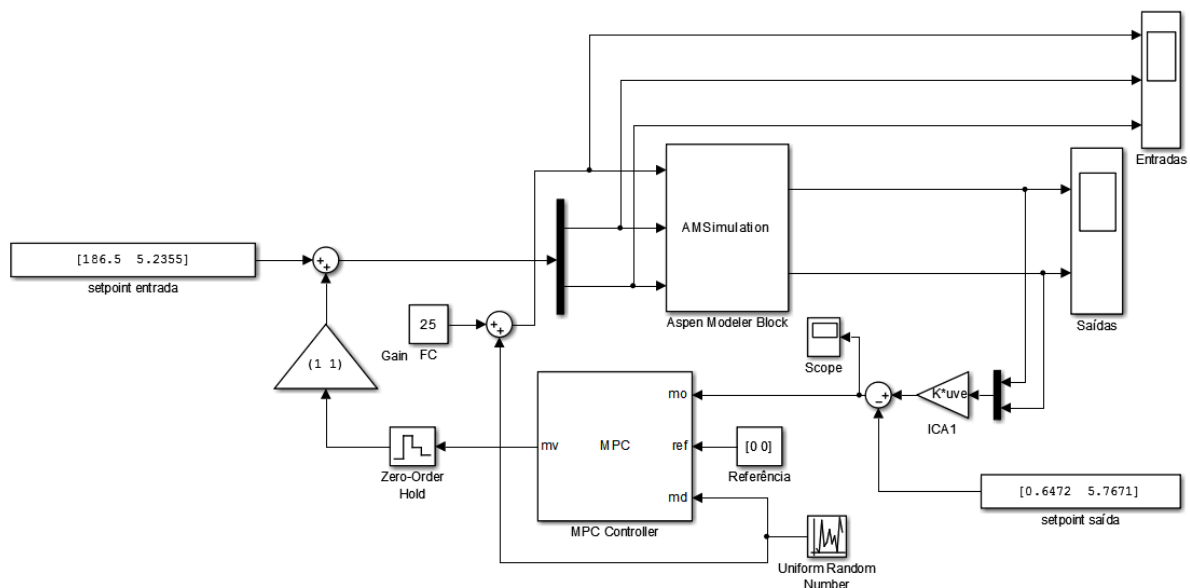 Entradas
AMSimulation
Aspen Modeler Block
Saídas
[186.5 5.2355]
setpoint entrada
++
25
FC
++
Gain
(1 1)
Scope
mo
mv
MPC
ref
md
MPC Controller
[0 0]
Referência
−+
K*uve
ICA1
Zero-Order
Hold
[0.6472 5.7671]
setpoint saída
Uniform Random
Number